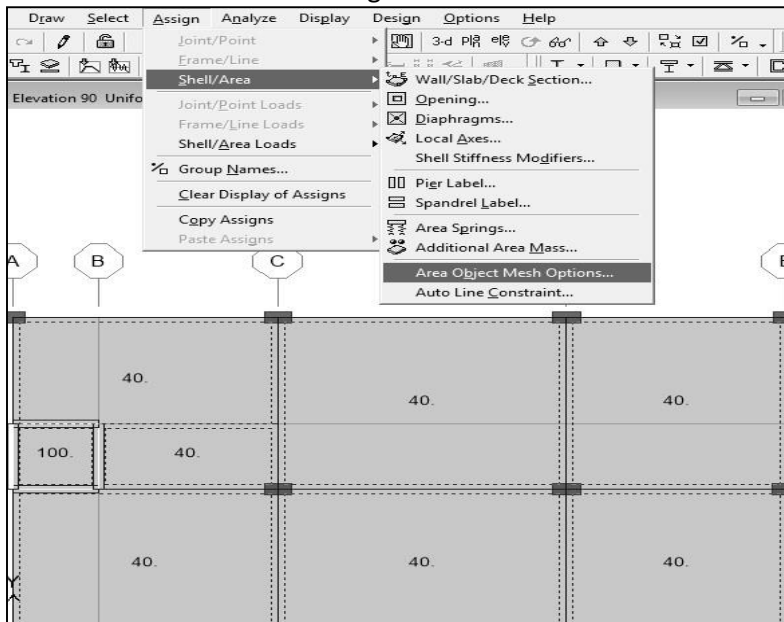 Draw Select Assign Analyze Display Design Options Help
Joint/Point
Frame/Line
Shell/Area
Joint/Point Loads
Frame/Line Loads
Shell/Area Loads
Group Names...
Clear Display of Assigns
Copy Assigns
Paste Assigns
3-d
Wall/Slab/Deck Section...
Opening...
Diaphragms...
Local Axes...
Shell Stiffness Modifiers...
Pier Label...
Spandrel Label...
Area Springs...
Additional Area Mass...
Area Object Mesh Options...
Auto Line Constraint...
Elevation 90 Unifo
A B C
40. 40. 40.
100. 40.
40. 40. 40.
Y